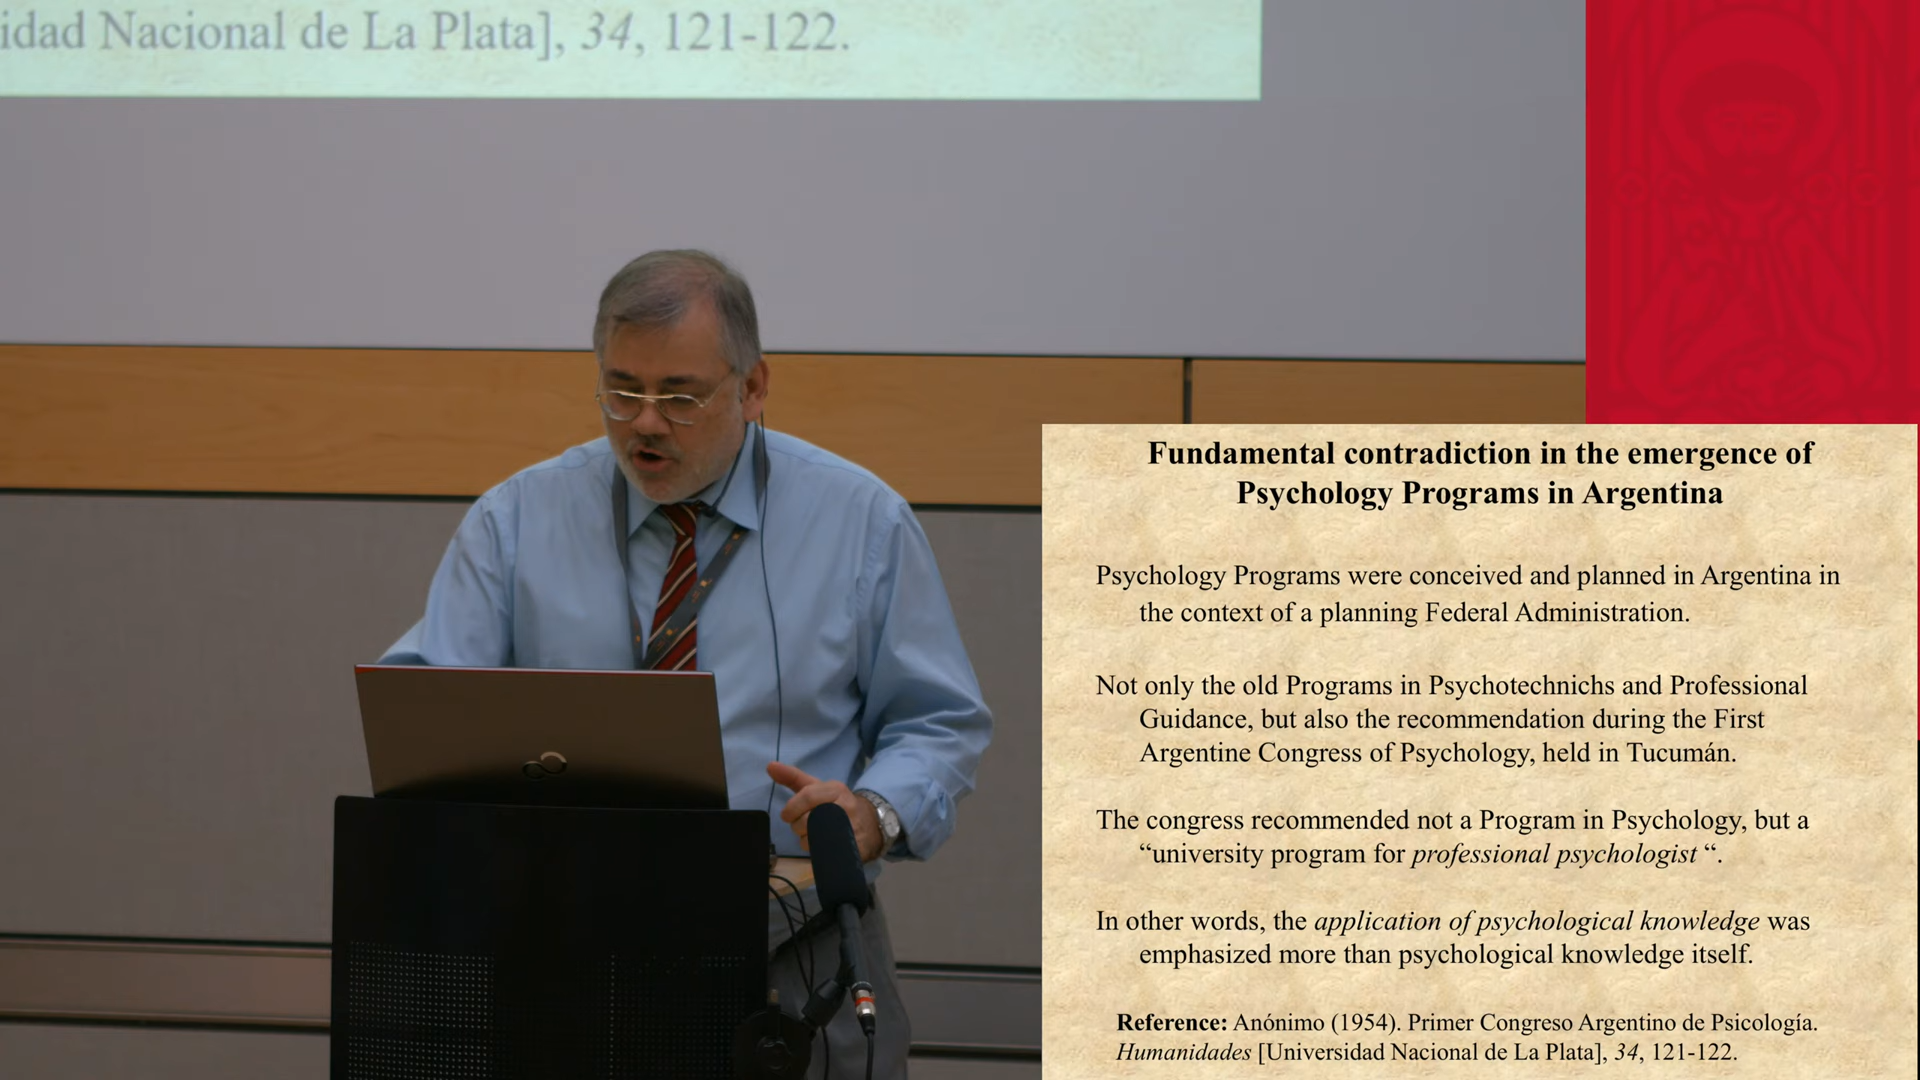 idad Nacional de La Plata], 34, 121-122.
Fundamental contradiction in the emergence of
Psychology Programs in Argentina
Psychology Programs were conceived and planned in Argentina in
the context of a planning Federal Administration.
Not only the old Programs in Psychotechnichs and Professional
Guidance, but also the recommendation during the First
Argentine Congress of Psychology, held in Tucumán.
The congress recommended not a Program in Psychology, but a
“university program for professional psychologist “.
In other words, the application of psychological knowledge was
emphasized more than psychological knowledge itself.
Reference: Anónimo (1954). Primer Congreso Argentino de Psicología.
Humanidades [Universidad Nacional de La Plata], 34, 121-122.